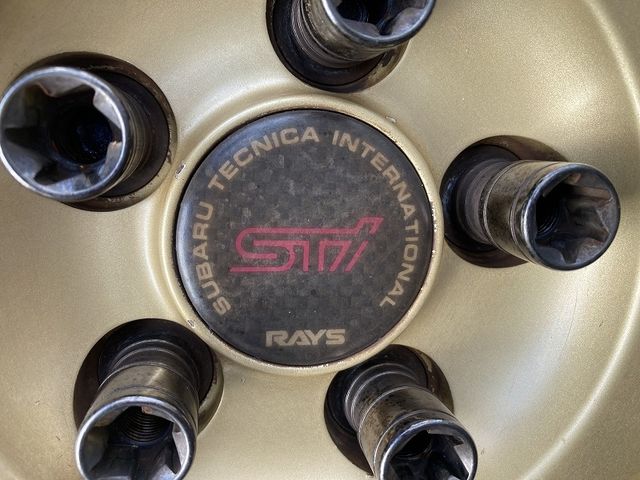 SUBARU TECNICA INTERNATIONAL
STi
RAYS